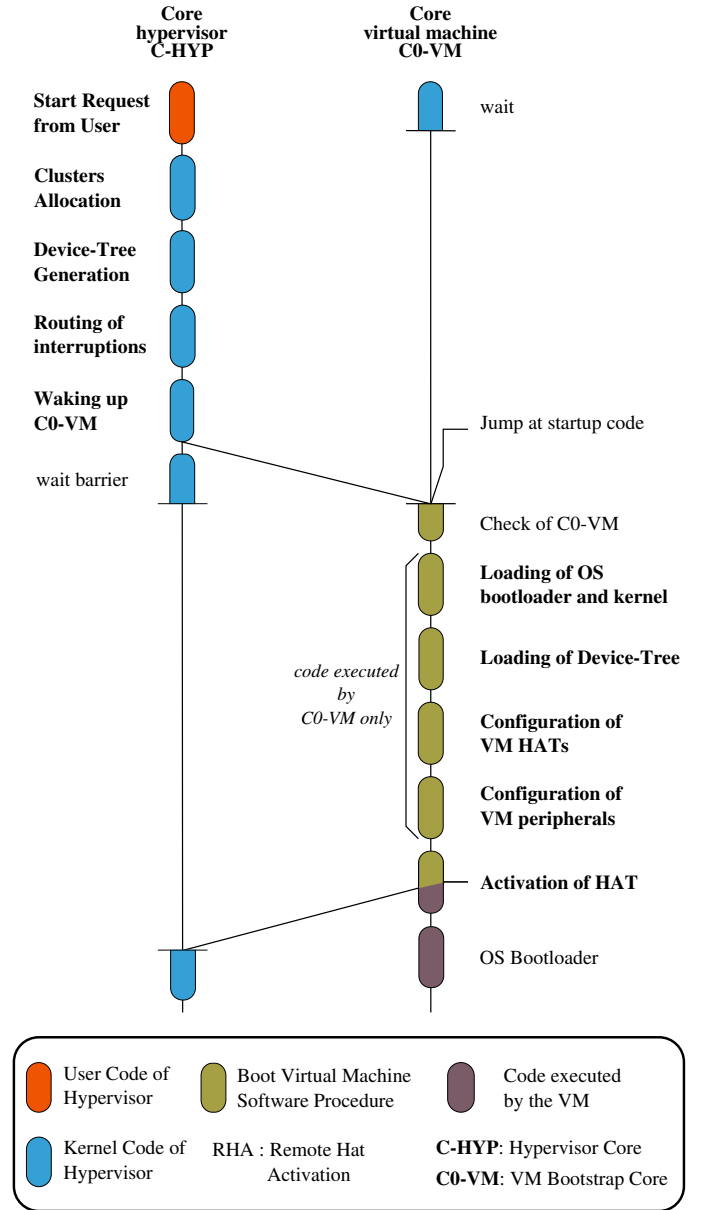 Core
hypervisor
C-HYP
Core
virtual machine
C0-VM
Start Request
from User
wait
Clusters
Allocation
Device-Tree
Generation
Routing of
interruptions
Waking up
C0-VM
Jump at startup code
wait barrier
Check of C0-VM
Loading of OS
bootloader and kernel
Loading of Device-Tree
code executed
by
C0-VM only
Configuration of
VM HATs
Configuration of
VM peripherals
Activation of HAT
OS Bootloader
User Code of
Hypervisor
Boot Virtual Machine
Software Procedure
Code executed
by the VM
Kernel Code of
Hypervisor
RHA : Remote Hat
Activation
C-HYP: Hypervisor Core
C0-VM: VM Bootstrap Core